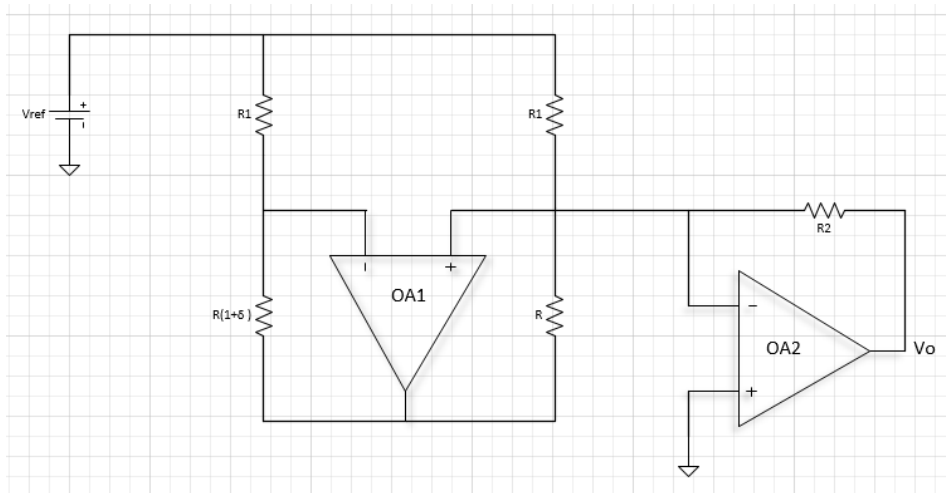 Vref
+
-
R1
R1
R2
-
+
OA1
R(1+δ )
R
-
OA2
+
Vo